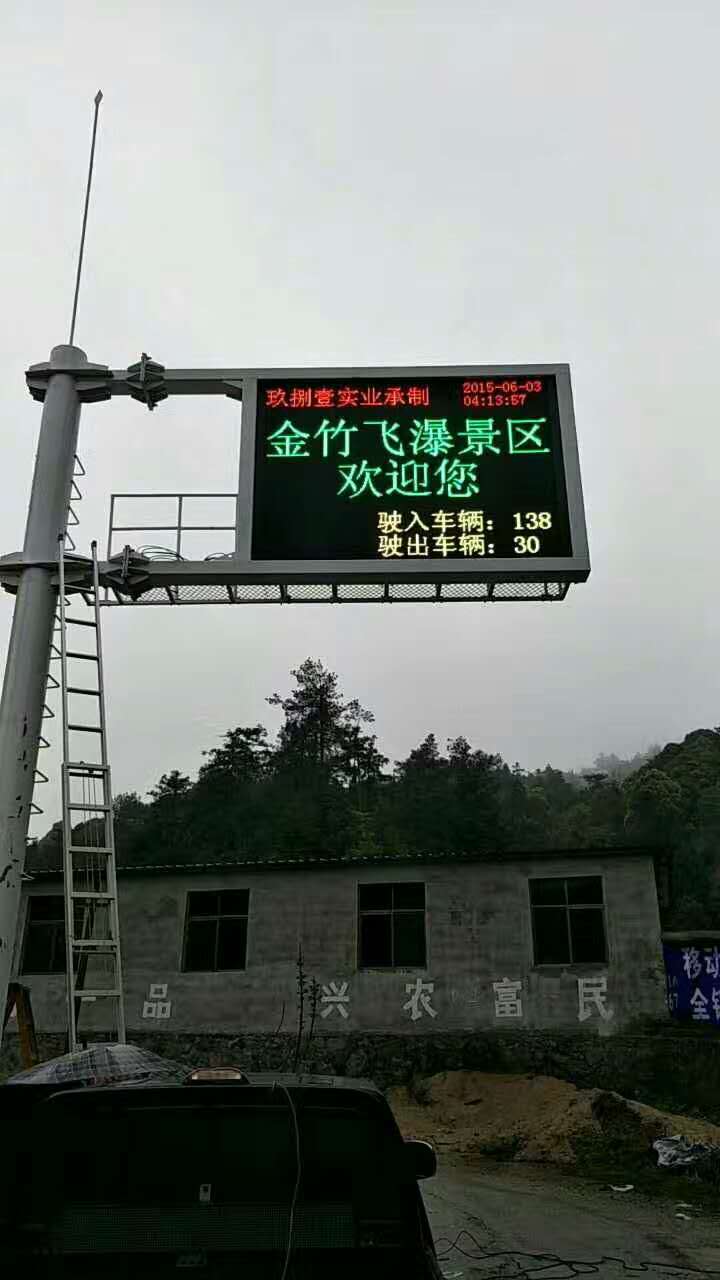 玖捌壹实业承制
2015-06-03
04:13:57
金竹飞瀑景区
欢迎您
驶入车辆：138
驶出车辆：30
品 兴 农 富 民
移动
全